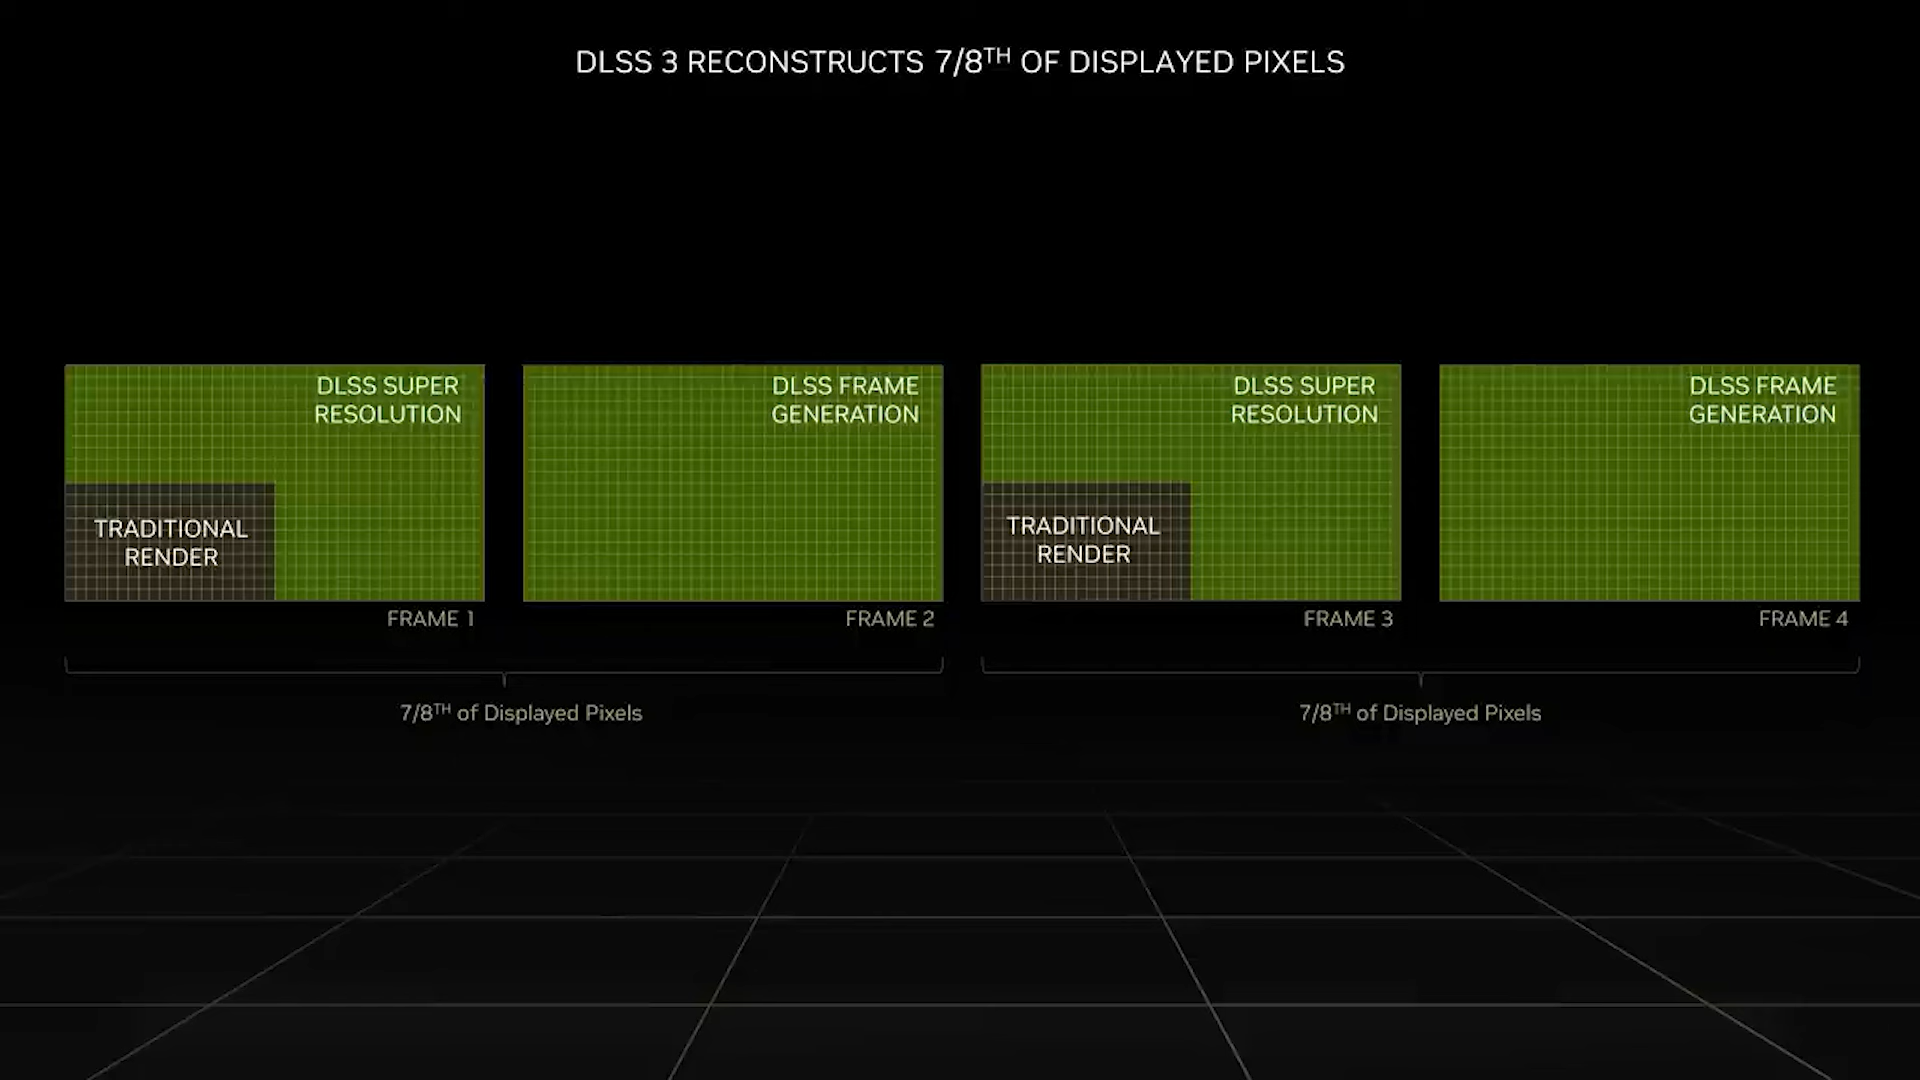 DLSS 3 RECONSTRUCTS 7/8TH OF DISPLAYED PIXELS
DLSS SUPER
RESOLUTION
TRADITIONAL
RENDER
FRAME 1
DLSS FRAME
GENERATION
FRAME 2
DLSS SUPER
RESOLUTION
TRADITIONAL
RENDER
FRAME 3
DLSS FRAME
GENERATION
FRAME 4
7/8TH of Displayed Pixels
7/8TH of Displayed Pixels